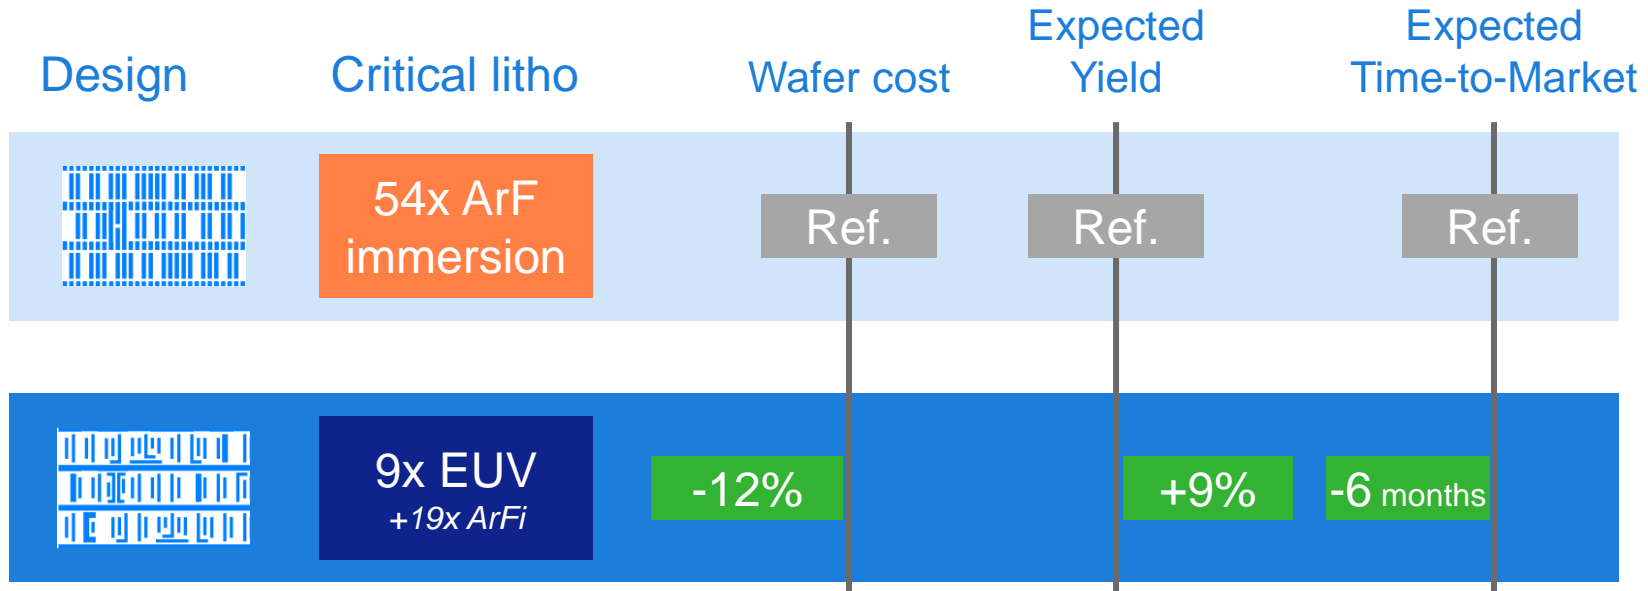 Design
Critical litho
Wafer cost
Expected
Yield
Expected
Time-to-Market
54x ArF
immersion
Ref.
Ref.
Ref.
9x EUV
+19x ArFi
-12%
+9%
-6 months